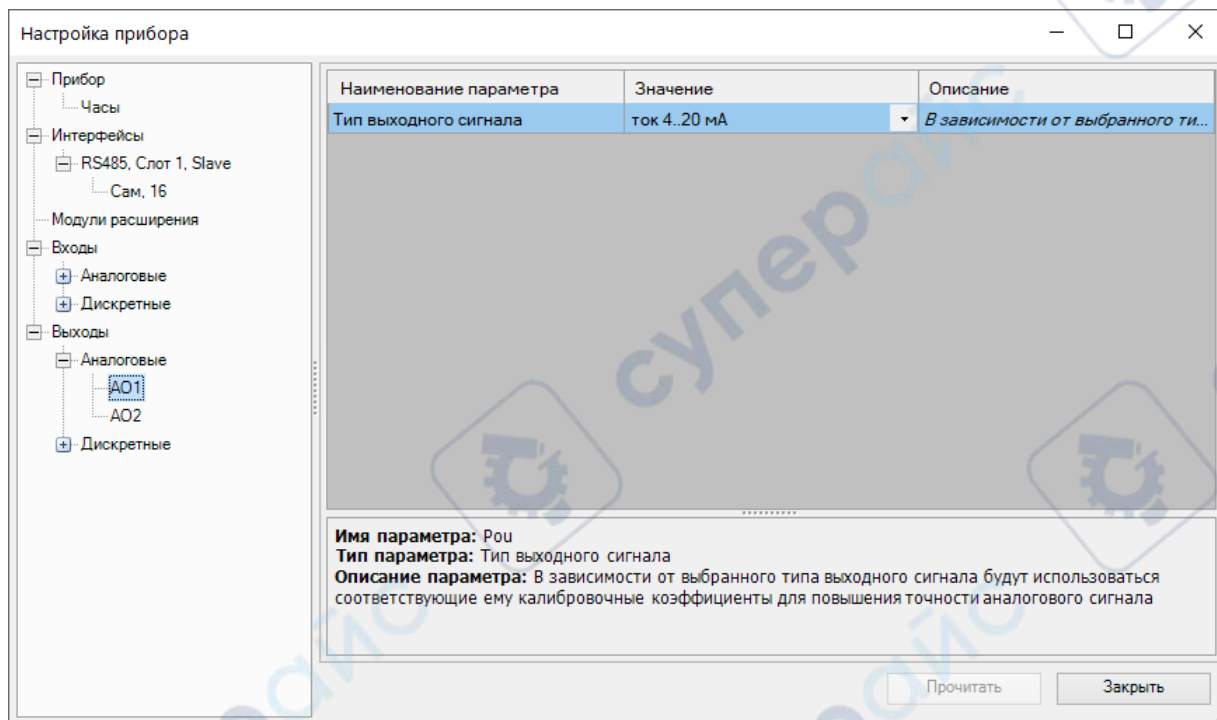 Настройка прибора
Прибор
Часы
Интерфейсы
RS485, Слот 1, Slave
Сам, 16
Модули расширения
Входы
Аналоговые
Дискретные
Выходы
Аналоговые
АО1
АО2
Дискретные
Наименование параметра Значение Описание
Тип выходного сигнала ток 4..20 мА В зависимости от выбранного ти...
Имя параметра: Pou
Тип параметра: Тип выходного сигнала
Описание параметра: В зависимости от выбранного типа выходного сигнала будут использоваться
соответствующие ему калибровочные коэффициенты для повышения точности аналогового сигнала
Прочитать Закрыть
суперайс